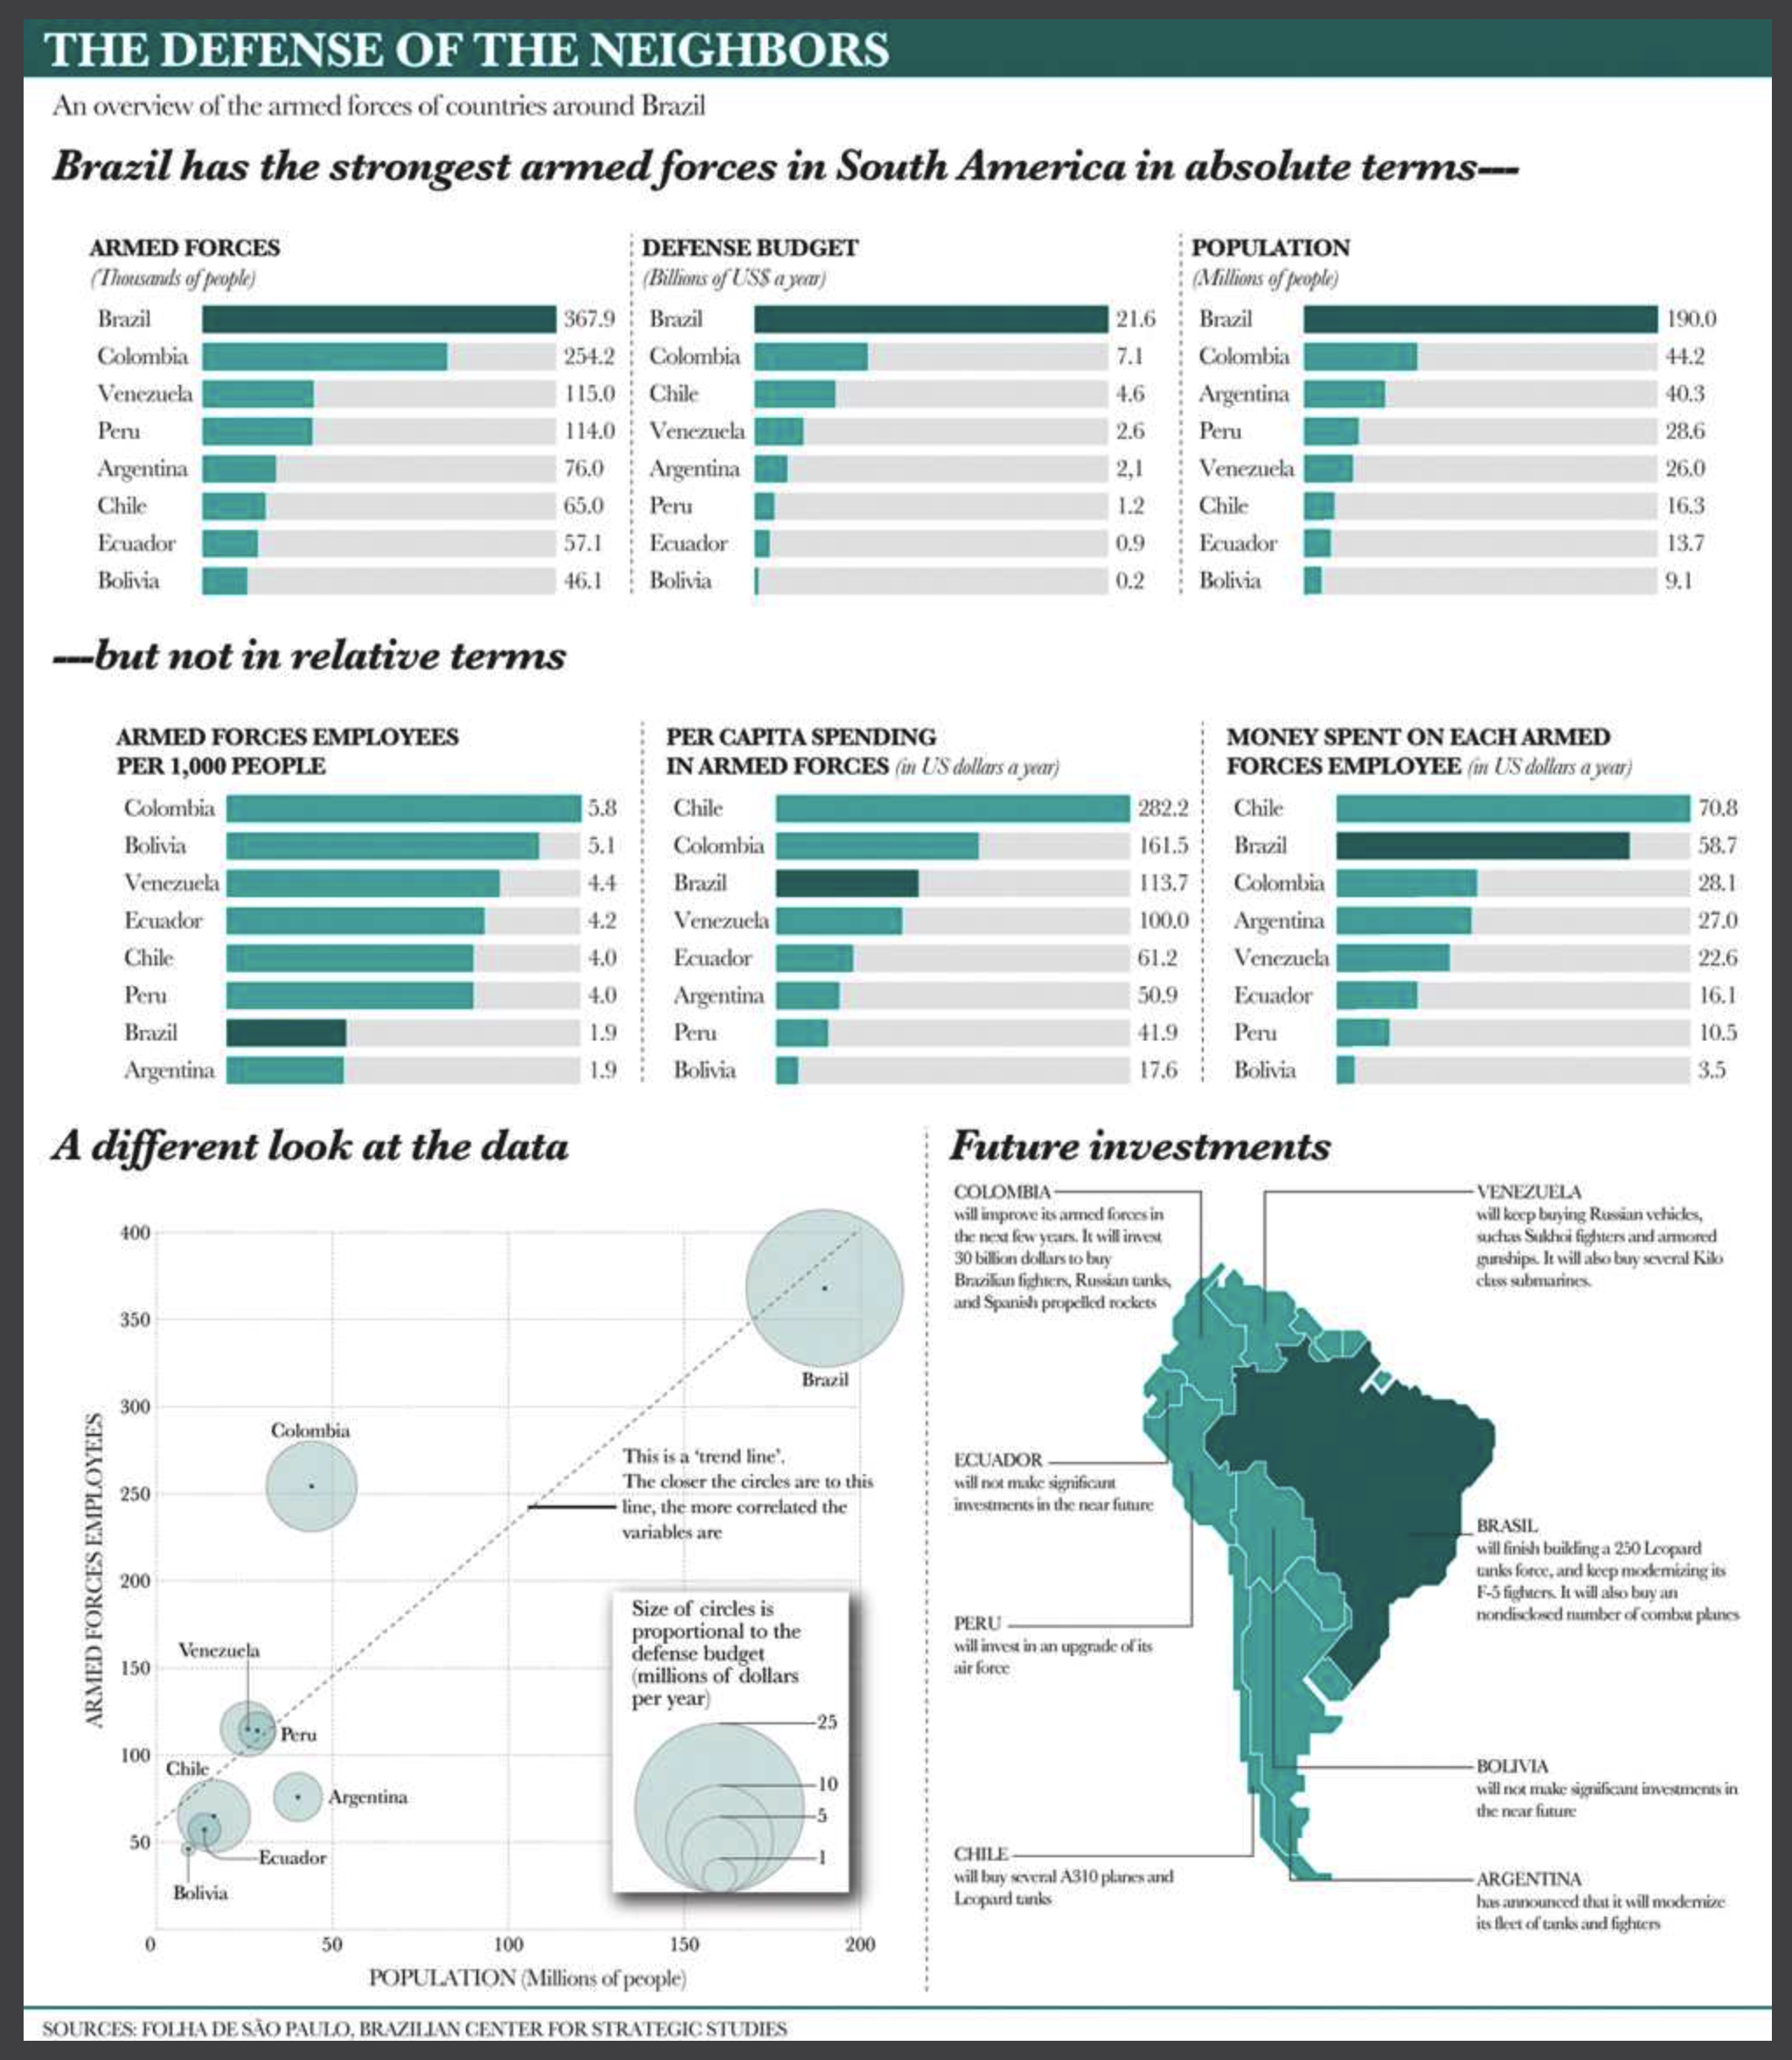 THE DEFENSE OF THE NEIGHBORS
An overview of the armed forces of countries around Brazil
Brazil has the strongest armed forces in South America in absolute terms---
ARMED FORCES
(Thousands of people)
Brazil 367.9
Colombia 254.2
Venezuela 115.0
Peru 114.0
Argentina 76.0
Chile 65.0
Ecuador 57.1
Bolivia 46.1
DEFENSE BUDGET
(Billions of US$ a year)
Brazil 21.6
Colombia 7.1
Chile 4.6
Venezuela 2.6
Argentina 2,1
Peru 1.2
Ecuador 0.9
Bolivia 0.2
POPULATION
(Millions of people)
Brazil 190.0
Colombia 44.2
Argentina 40.3
Peru 28.6
Venezuela 26.0
Chile 16.3
Ecuador 13.7
Bolivia 9.1
---but not in relative terms
ARMED FORCES EMPLOYEES
PER 1,000 PEOPLE
Colombia 5.8
Bolivia 5.1
Venezuela 4.4
Ecuador 4.2
Chile 4.0
Peru 4.0
Brazil 1.9
Argentina 1.9
PER CAPITA SPENDING
IN ARMED FORCES (in US dollars a year)
Chile 282.2
Colombia 161.5
Brazil 113.7
Venezuela 100.0
Ecuador 61.2
Argentina 50.9
Peru 41.9
Bolivia 17.6
MONEY SPENT ON EACH ARMED
FORCES EMPLOYEE (in US dollars a year)
Chile 70.8
Brazil 58.7
Colombia 28.1
Argentina 27.0
Venezuela 22.6
Ecuador 16.1
Peru 10.5
Bolivia 3.5
A different look at the data
ARMED FORCES EMPLOYEES
400
350
300
250
200
150
100
50
0 50 100 150 200
POPULATION (Millions of people)
Brazil
Colombia
Venezuela
Peru
Chile
Argentina
Ecuador
Bolivia
This is a ‘trend line’.
The closer the circles are to this
line, the more correlated the
variables are
Size of circles is
proportional to the
defense budget
(millions of dollars
per year)
25
10
5
1
Future investments
COLOMBIA
will improve its armed forces in
the next few years. It will invest
30 billion dollars to buy
Brazilian fighters, Russian tanks,
and Spanish propelled rockets
VENEZUELA
will keep buying Russian vehicles,
suchas Sukhoi fighters and armored
gunships. It will also buy several Kilo
class submarines.
ECUADOR
will not make significant
investments in the near future
BRASIL
will finish building a 250 Leopard
tanks force, and keep modernizing its
F-5 fighters. It will also buy an
nondisclosed number of combat planes
PERU
will invest in an upgrade of its
air force
BOLIVIA
will not make significant investments in
the near future
CHILE
will buy several A310 planes and
Leopard tanks
ARGENTINA
has announced that it will modernize
its fleet of tanks and fighters
SOURCES: FOLHA DE SÃO PAULO, BRAZILIAN CENTER FOR STRATEGIC STUDIES